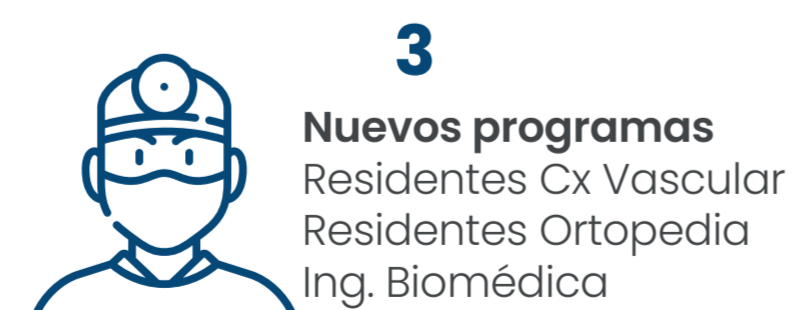 3
Nuevos programas
Residentes Cx Vascular
Residentes Ortopedia
Ing. Biomédica